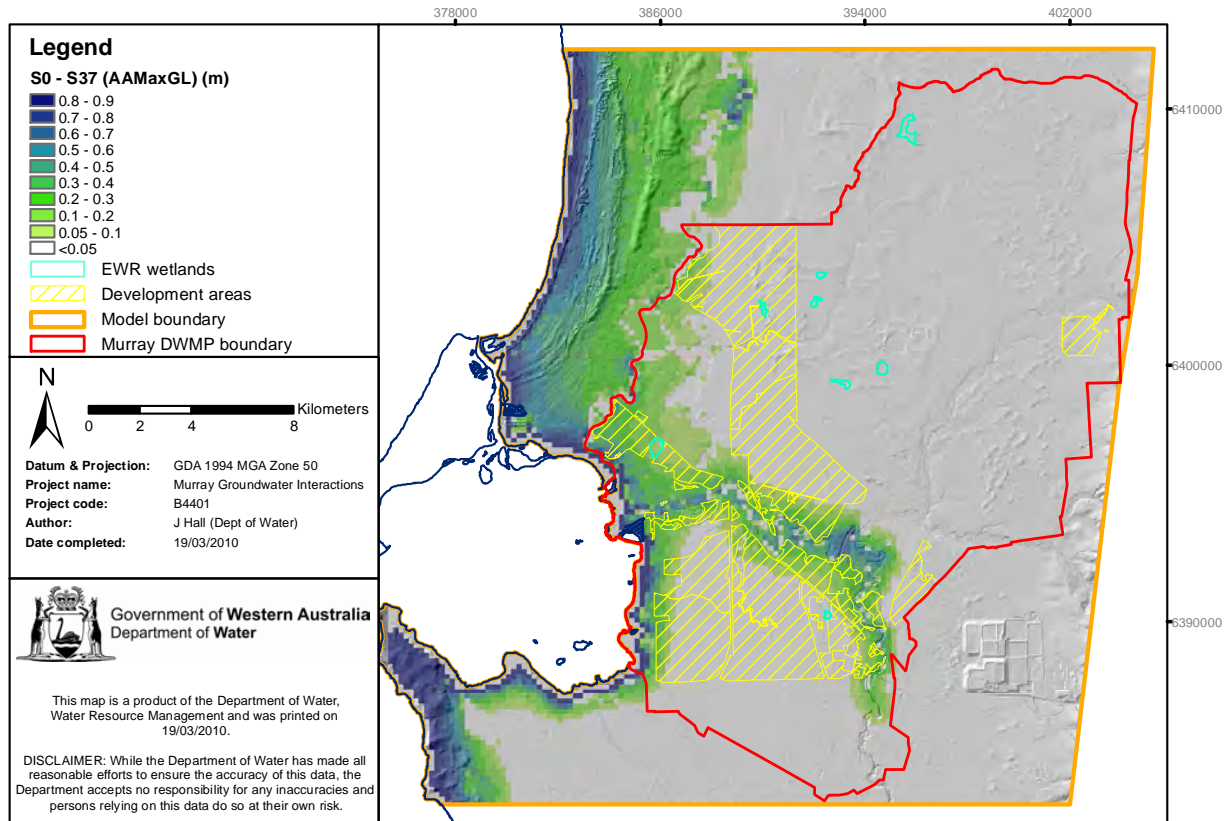 378000
386000
394000
402000
Legend
S0 - S37 (AAMaxGL) (m)
0.8 - 0.9
0.7 - 0.8
0.6 - 0.7
0.5 - 0.6
0.4 - 0.5
0.3 - 0.4
0.2 - 0.3
0.1 - 0.2
0.05 - 0.1
<0.05
EWR wetlands
Development areas
Model boundary
Murray DWMP boundary
6410000
6400000
6390000
N
Kilometers
0 2 4 8
Datum & Projection: GDA 1994 MGA Zone 50
Project name: Murray Groundwater Interactions
Project code: B4401
Author: J Hall (Dept of Water)
Date completed: 19/03/2010
Government of Western Australia
Department of Water
This map is a product of the Department of Water,
Water Resource Management and was printed on
19/03/2010.
DISCLAIMER: While the Department of Water has made all
reasonable efforts to ensure the accuracy of this data, the
Department accepts no responsibility for any inaccuracies and
persons relying on this data do so at their own risk.